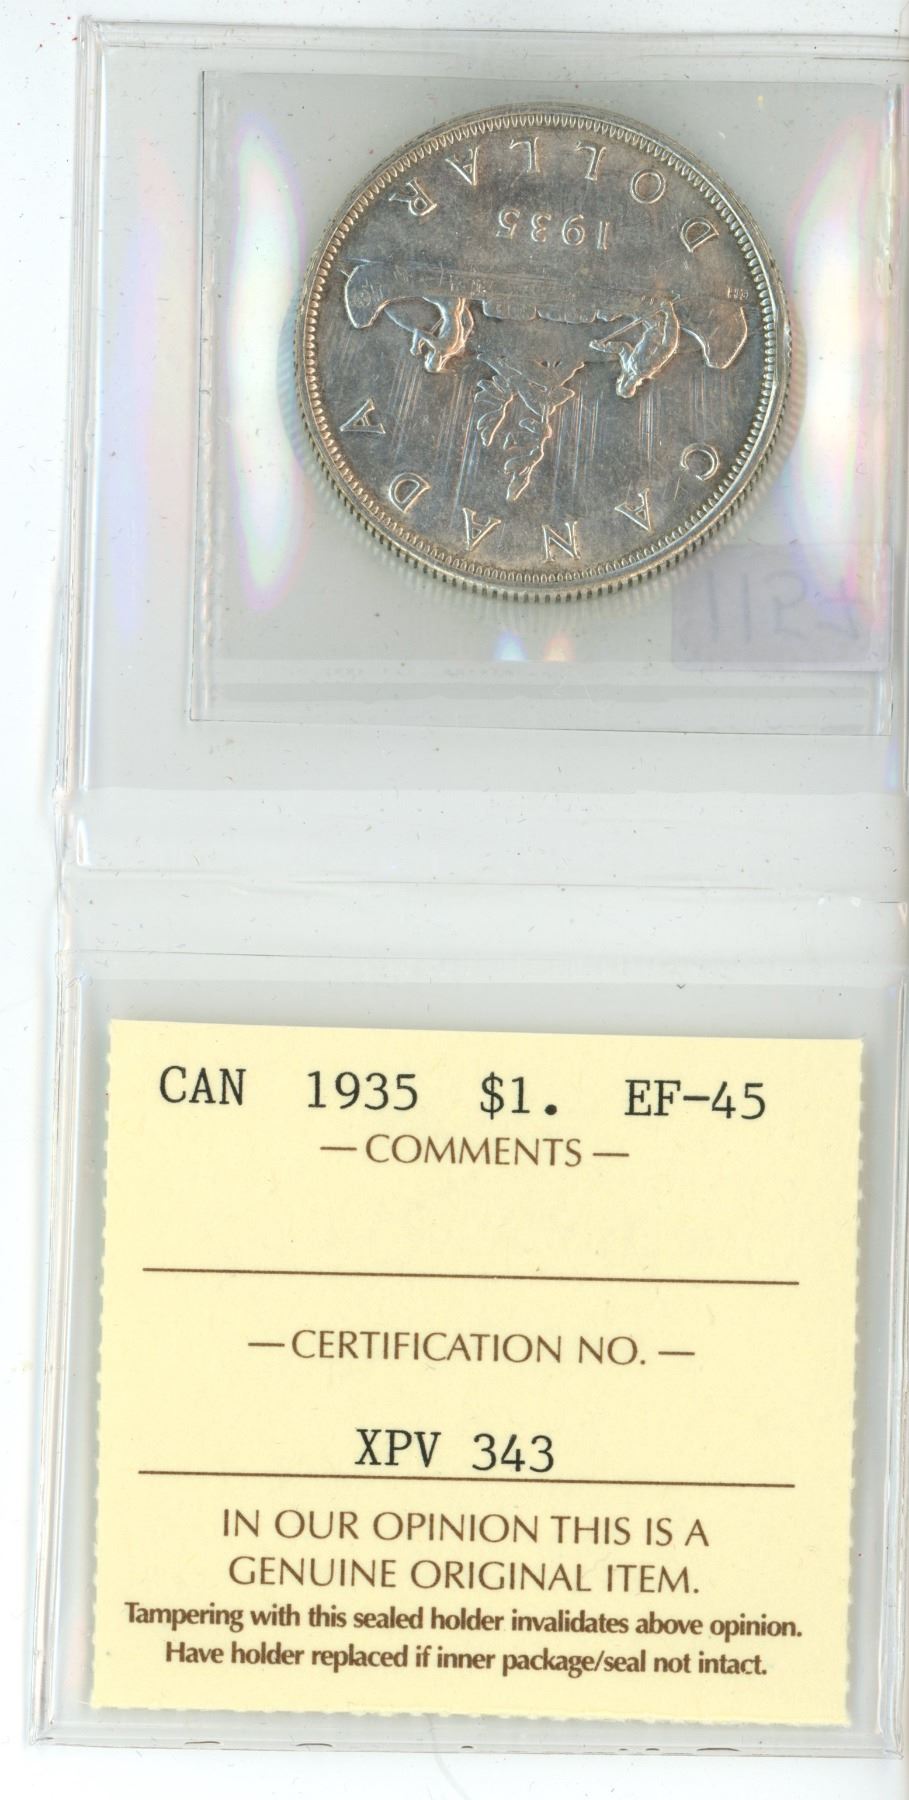 CANADA
1935
DOLLAR
EH
CAN 1935 $1. EF-45
— COMMENTS —
— CERTIFICATION NO. —
XPV 343
IN OUR OPINION THIS IS A
GENUINE ORIGINAL ITEM.
Tampering with this sealed holder invalidates above opinion.
Have holder replaced if inner package/seal not intact.